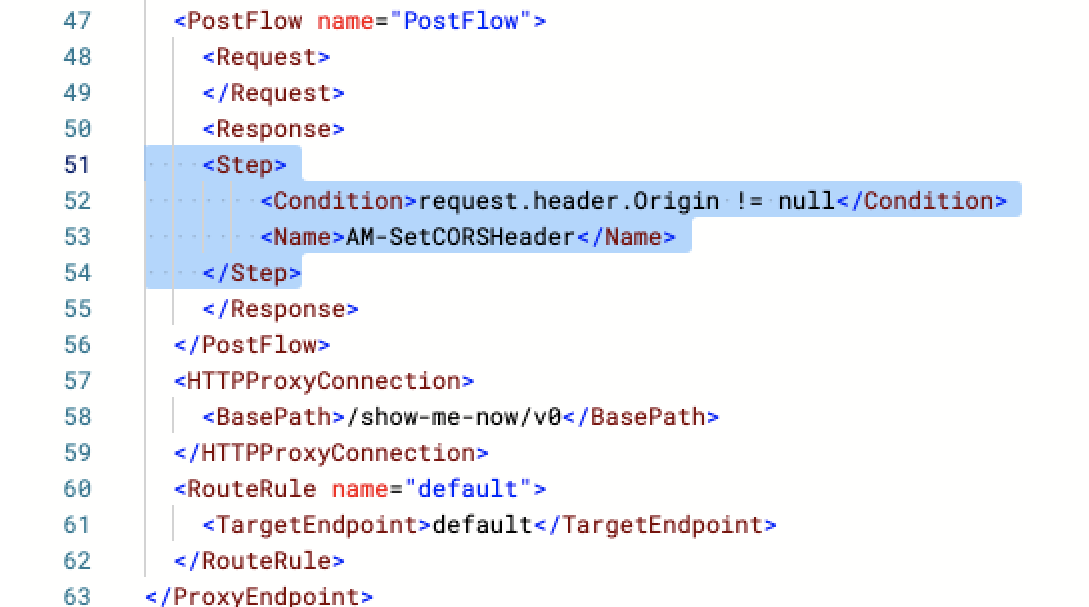 47 <PostFlow name="PostFlow">
48 <Request>
49 </Request>
50 <Response>
51 <Step>
52 <Condition>request.header.Origin != null</Condition>
53 <Name>AM-SetCORSHeader</Name>
54 </Step>
55 </Response>
56 </PostFlow>
57 <HTTPProxyConnection>
58 <BasePath>/show-me-now/v0</BasePath>
59 </HTTPProxyConnection>
60 <RouteRule name="default">
61 <TargetEndpoint>default</TargetEndpoint>
62 </RouteRule>
63 </ProxyEndpoint>